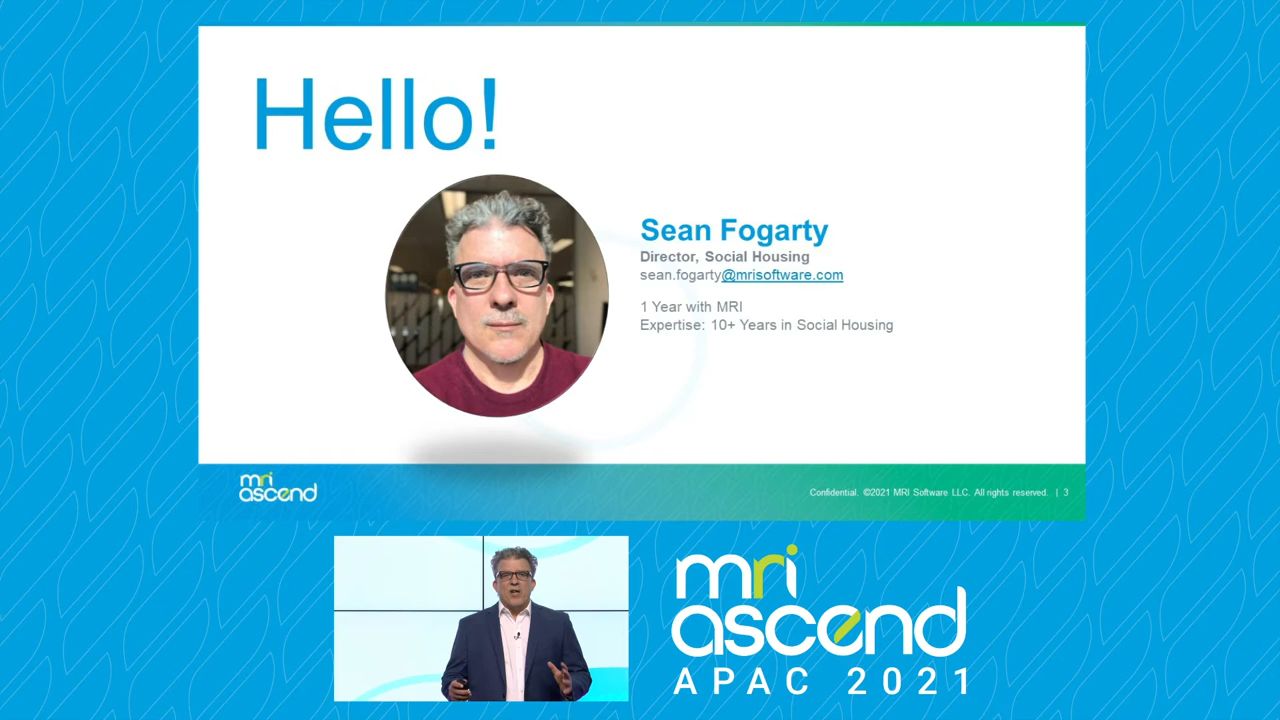 Hello!
Sean Fogarty
Director, Social Housing
sean.fogarty@mrisoftware.com
1 Year with MRI
Expertise: 10+ Years in Social Housing
mri
ascend
Confidential. ©2021 MRI Software LLC. All rights reserved. | 3
mri
ascend
APAC 2021